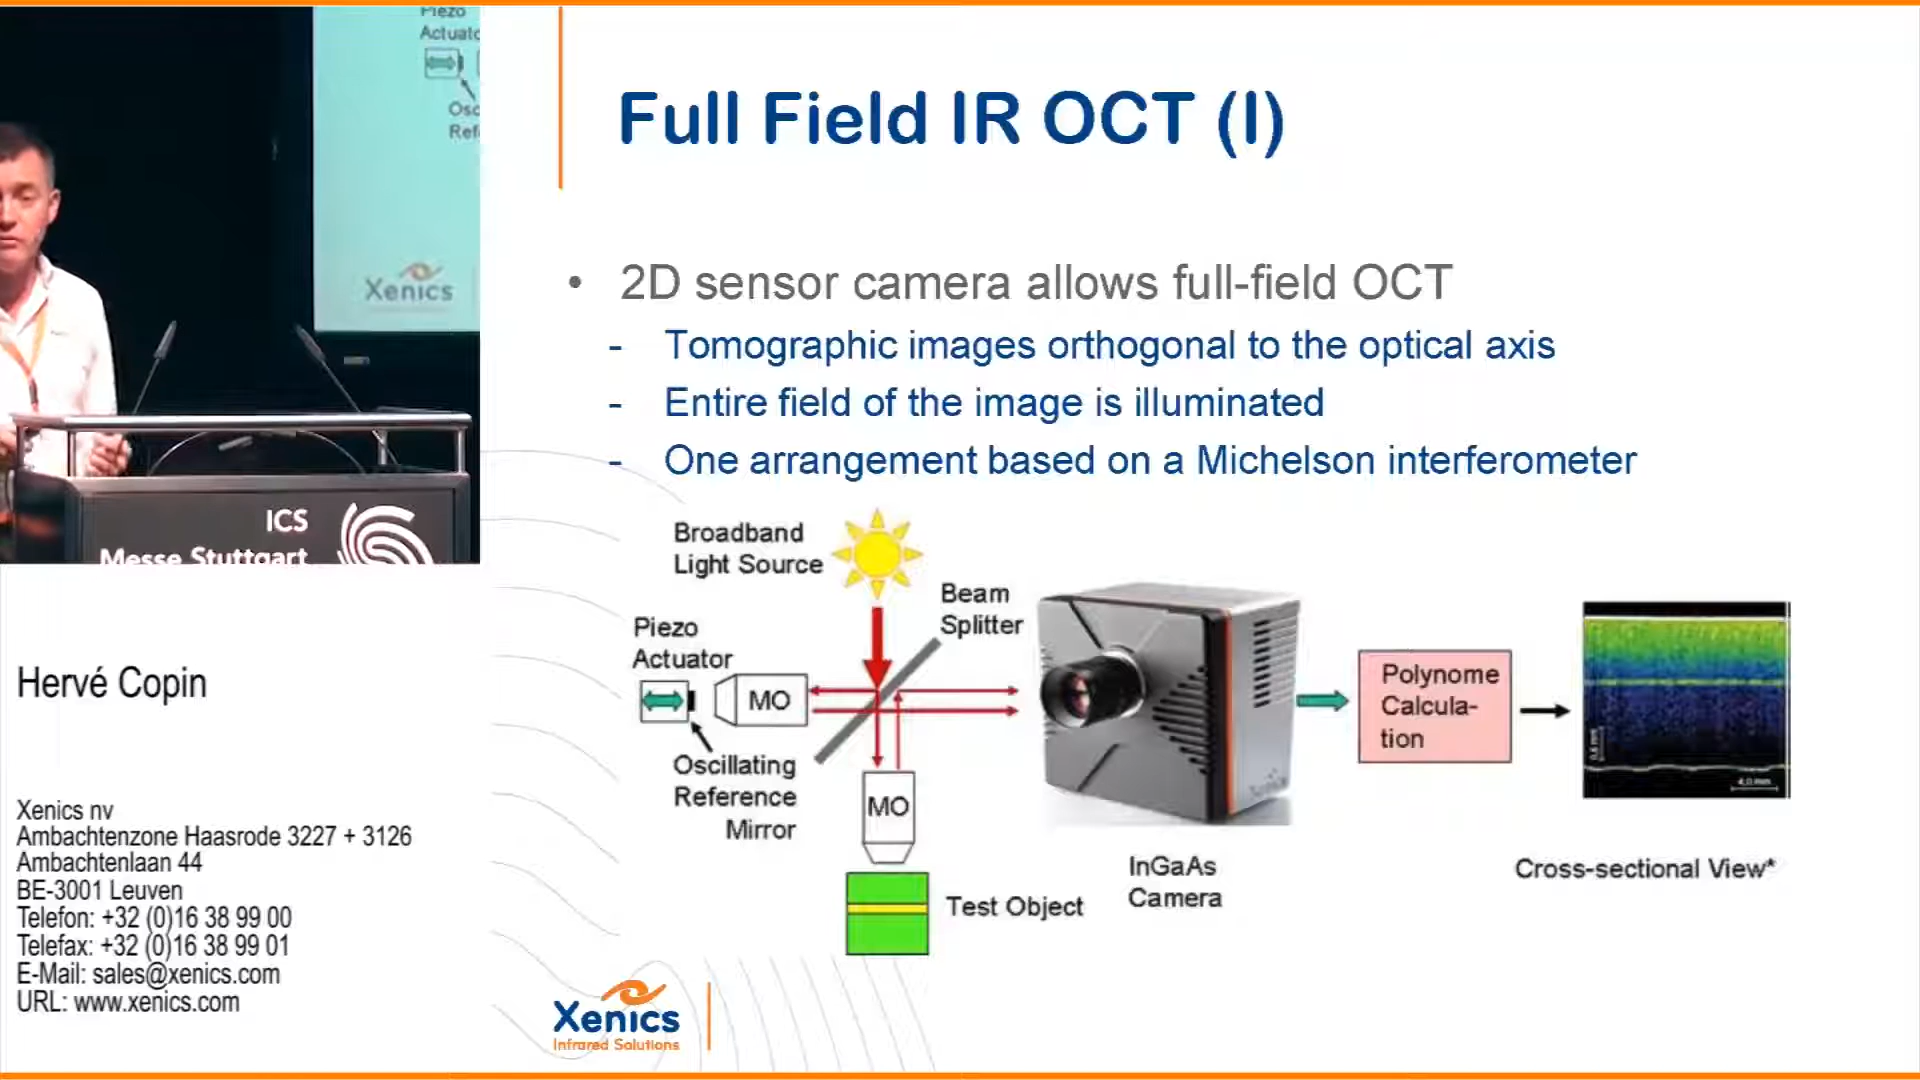 Piezo
Xenics
ICS
Messe Stuttgart
Hervé Copin
Xenics nv
Ambachtenzone Haasrode 3227 + 3126
Ambachtenlaan 44
BE-3001 Leuven
Telefon: +32 (0)16 38 99 00
Telefax: +32 (0)16 38 99 01
E-Mail: sales@xenics.com
URL: www.xenics.com
Full Field IR OCT (I)
• 2D sensor camera allows full-field OCT
- Tomographic images orthogonal to the optical axis
- Entire field of the image is illuminated
- One arrangement based on a Michelson interferometer
Broadband
Light Source
Beam
Splitter
Piezo
Actuator
MO
Oscillating
Reference
Mirror
MO
Test Object
InGaAs
Camera
Polynome
Calcula-
tion
4,0 mm
Cross-sectional View*
Xenics
Infrared Solutions